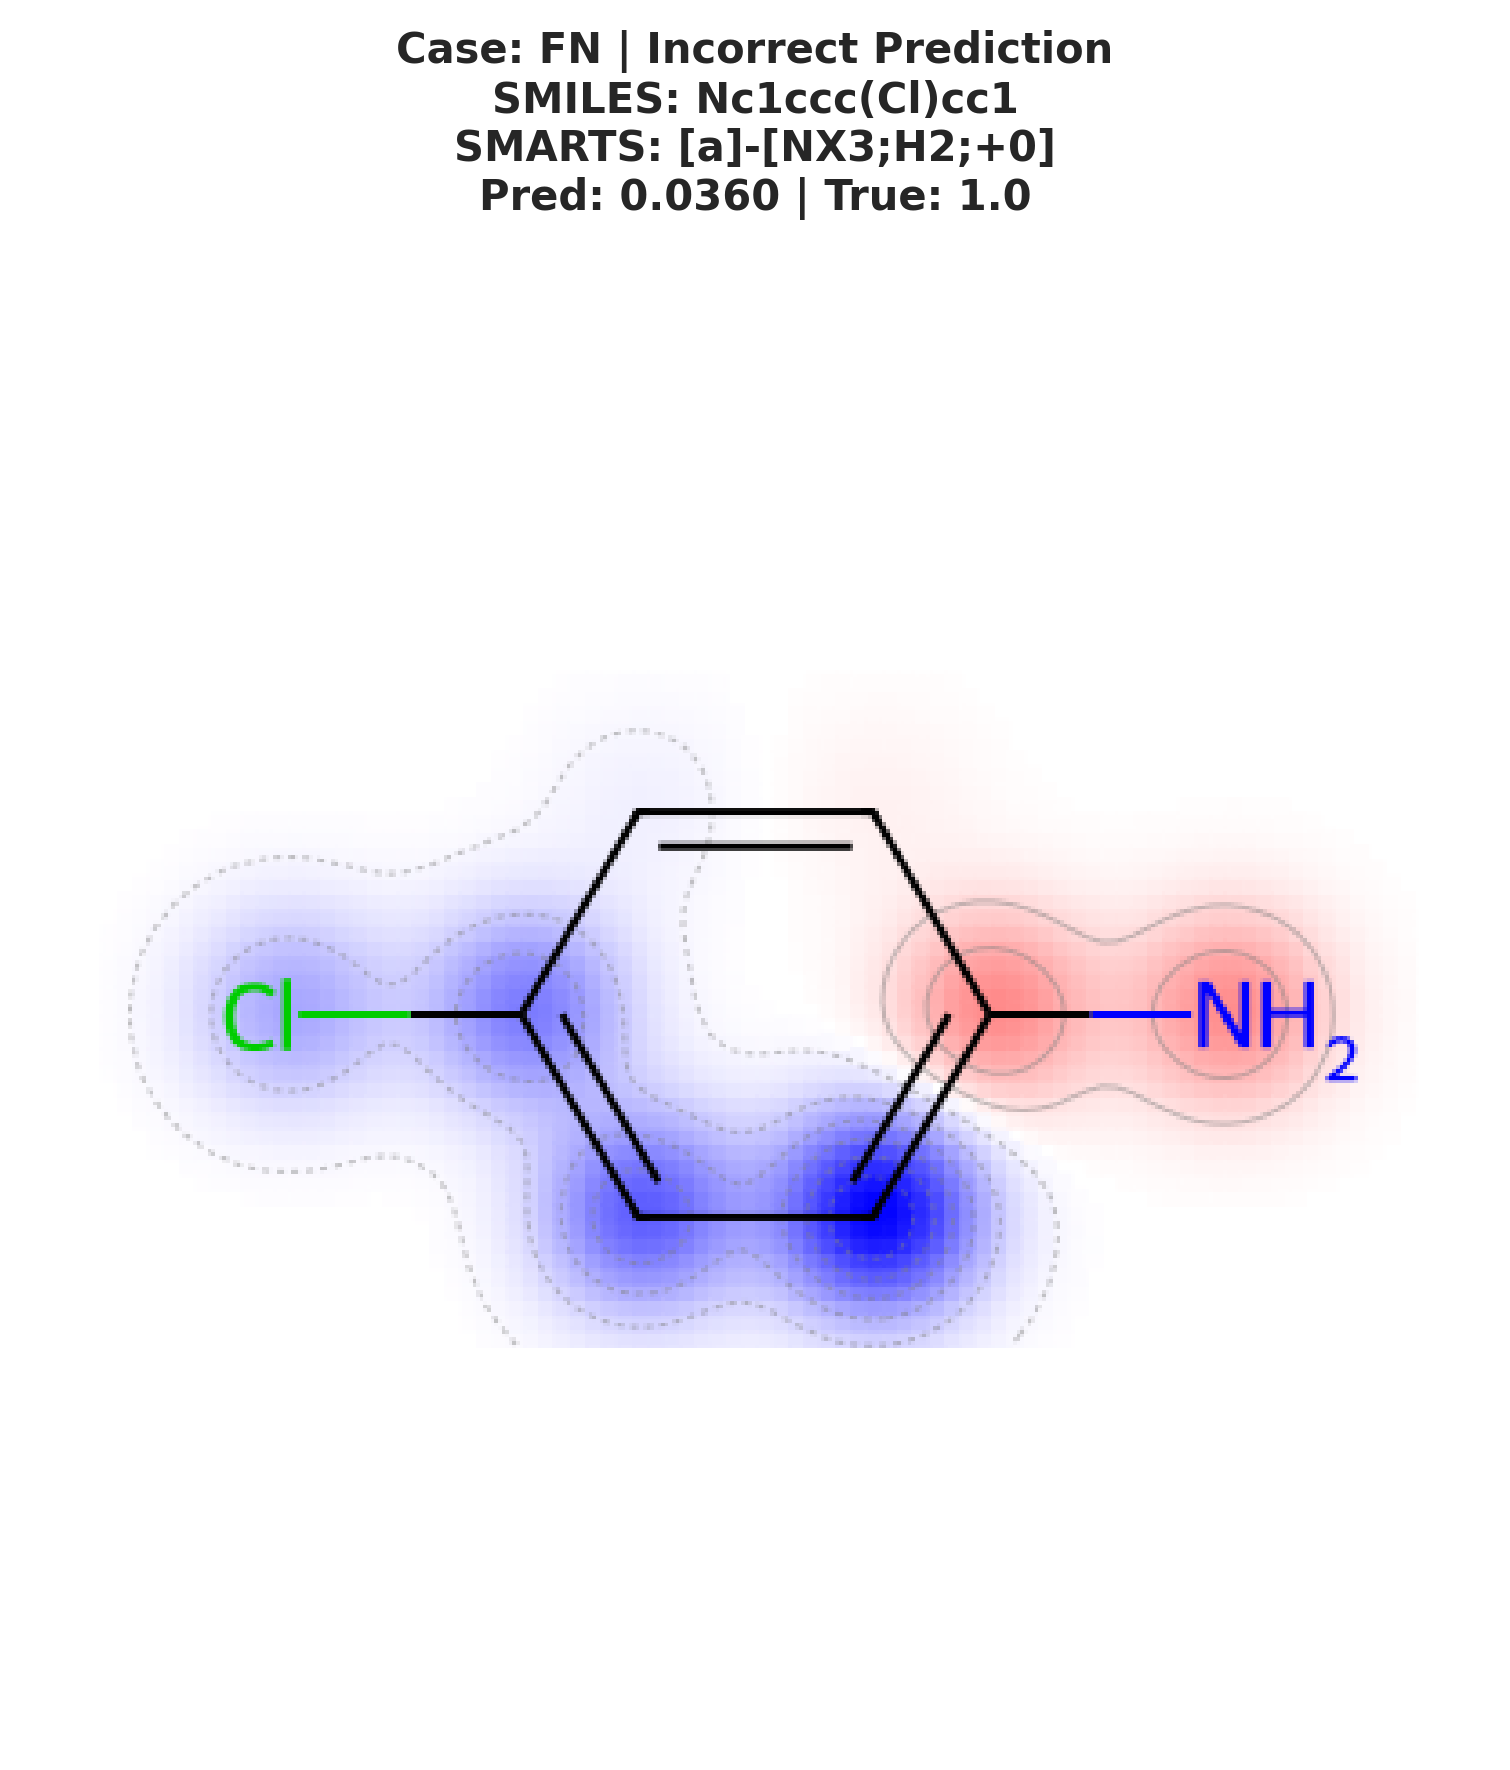 Case: FN | Incorrect Prediction
SMILES: Nc1ccc(Cl)cc1
SMARTS: [a]-[NX3;H2;+0]
Pred: 0.0360 | True: 1.0
Cl NH2